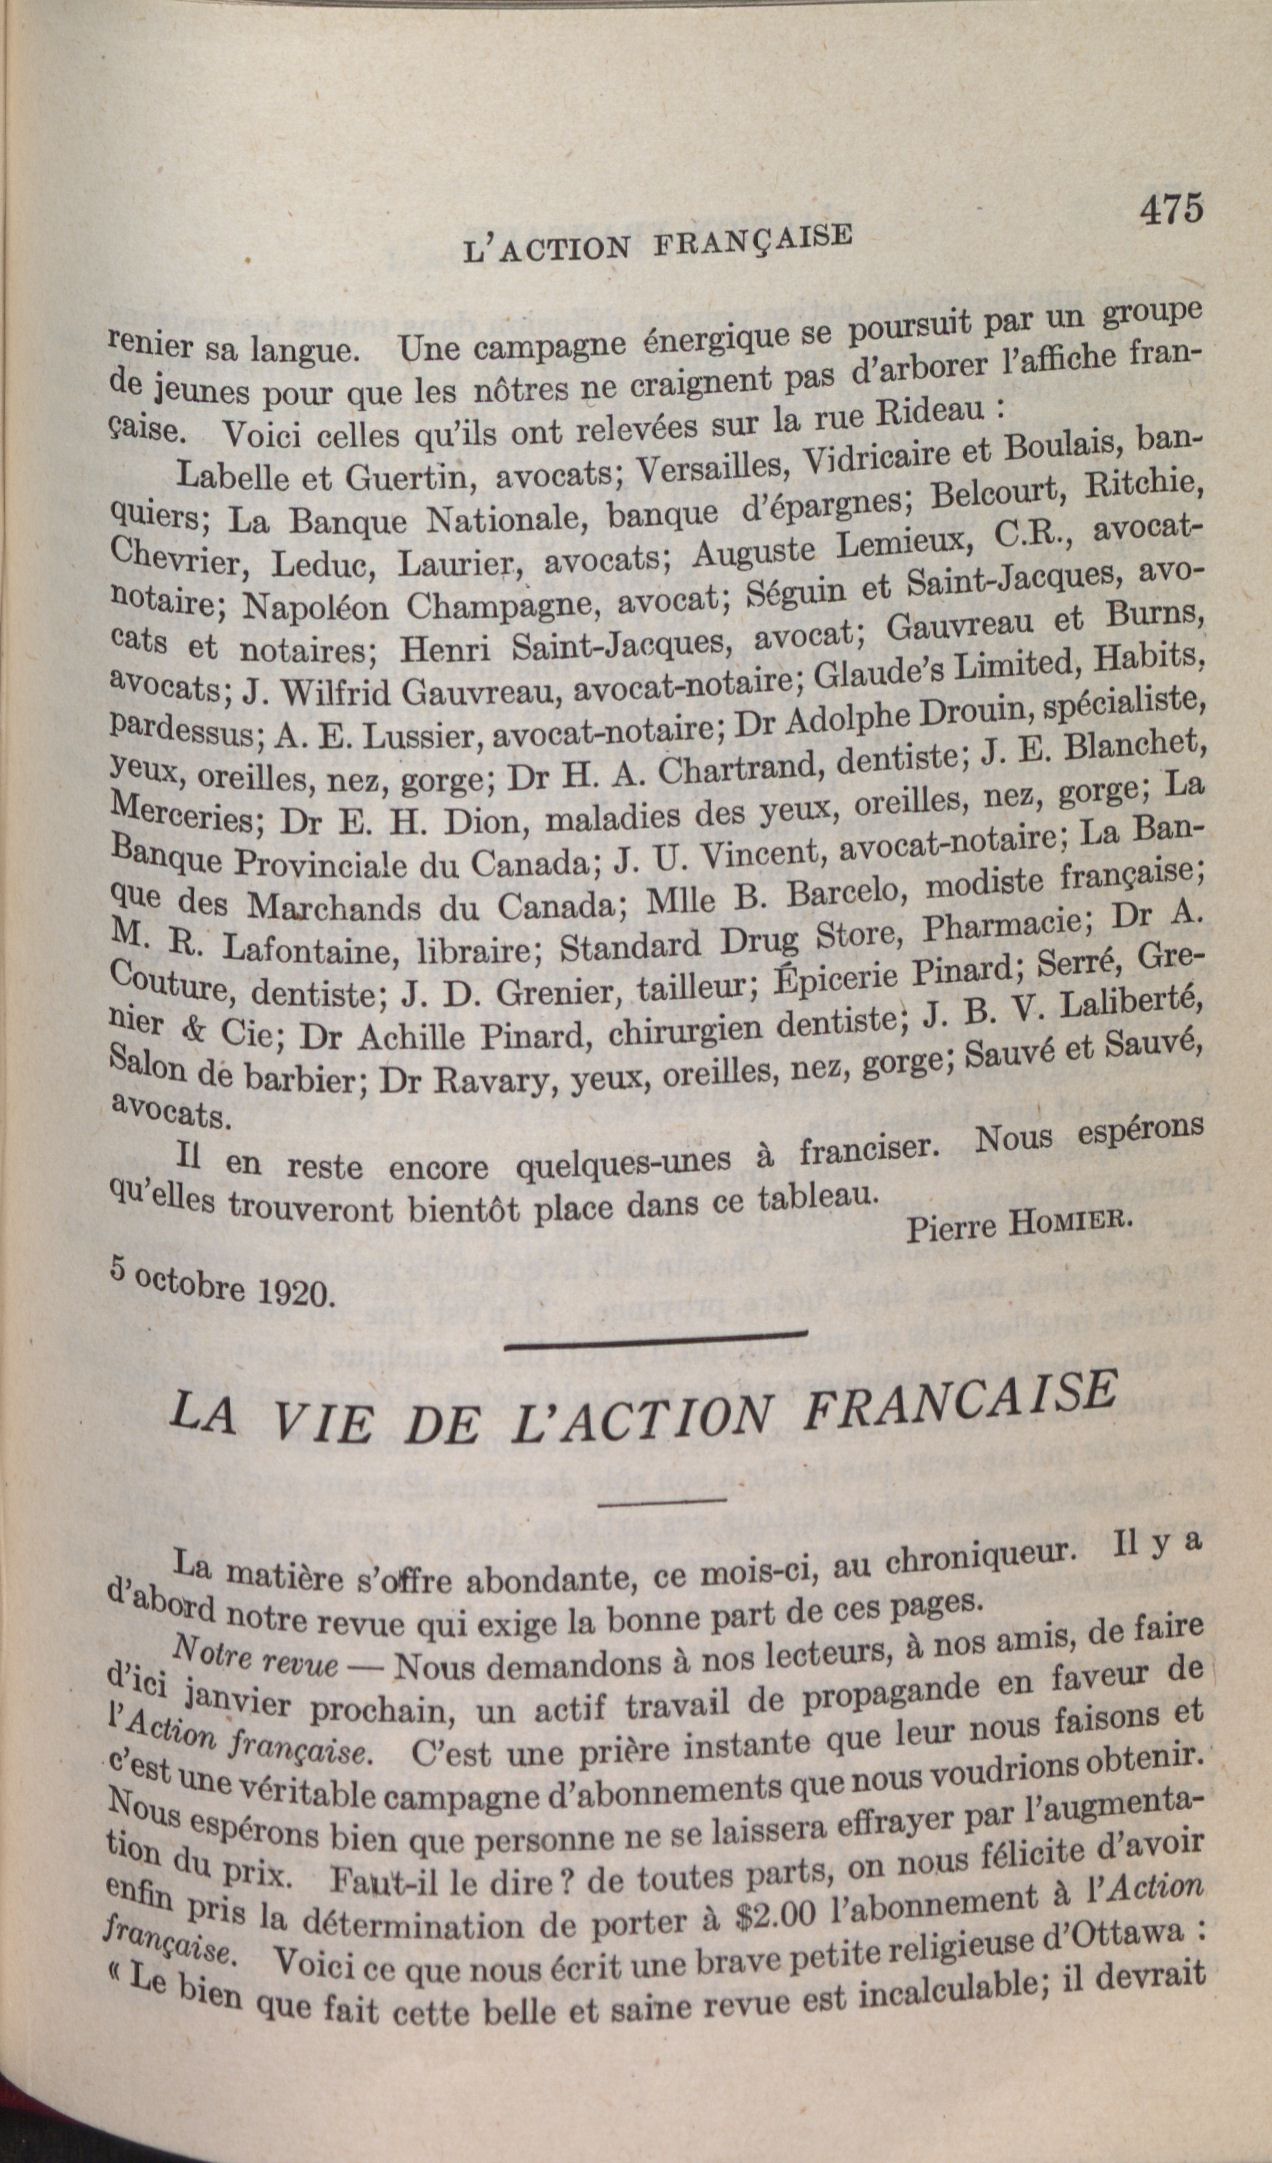 475
L'ACTION FRANÇAISE
renier sa langue. Une campagne énergique se poursuit par un groupe
de jeunes pour que les nôtres ne craignent pas d'arborer l'affiche fran-
çaise. Voici celles qu'ils ont relevées sur la rue Rideau :
Labelle et Guertin, avocats; Versailles, Vidricaire et Boulais, ban-
quiers; La Banque Nationale, banque d'épargnes; Belcourt, Ritchie,
Chevrier, Leduc, Laurier, avocats; Auguste Lemieux, C.R., avocat-
notaire; Napoléon Champagne, avocat; Séguin et Saint-Jacques, avo-
cats et notaires; Henri Saint-Jacques, avocat; Gauvreau et Burns,
avocats; J. Wilfrid Gauvreau, avocat-notaire; Glaude's Limited, Habits,
pardessus; A. E. Lussier, avocat-notaire; Dr Adolphe Drouin, spécialiste,
yeux, oreilles, nez, gorge; Dr H. A. Chartrand, dentiste; J. E. Blanchet,
Merceries; Dr E. H. Dion, maladies des yeux, oreilles, nez, gorge; La
Banque Provinciale du Canada; J. U. Vincent, avocat-notaire; La Ban-
que des Marchands du Canada; Mlle B. Barcelo, modiste française;
M. R. Lafontaine, libraire; Standard Drug Store, Pharmacie; Dr A.
Couture, dentiste; J. D. Grenier, tailleur; Épicerie Pinard; Serré, Gre-
nier & Cie; Dr Achille Pinard, chirurgien dentiste; J. B. V. Laliberté,
Salon de barbier; Dr Ravary, yeux, oreilles, nez, gorge; Sauvé et Sauvé,
avocats.
Il en reste encore quelques-unes à franciser. Nous espérons
qu'elles trouveront bientôt place dans ce tableau.
Pierre HOMIER.
5 octobre 1920.
LA VIE DE L'ACTION FRANCAISE
La matière s'offre abondante, ce mois-ci, au chroniqueur. Il y a
d'abord notre revue qui exige la bonne part de ces pages.
Notre revue — Nous demandons à nos lecteurs, à nos amis, de faire
d'ici janvier prochain, un actif travail de propagande en faveur de
l'Action française. C'est une prière instante que leur nous faisons et
c'est une véritable campagne d'abonnements que nous voudrions obtenir.
Nous espérons bien que personne ne se laissera effrayer par l'augmenta-
tion du prix. Faut-il le dire ? de toutes parts, on nous félicite d'avoir
enfin pris la détermination de porter à $2.00 l'abonnement à l'Action
française. Voici ce que nous écrit une brave petite religieuse d'Ottawa :
« Le bien que fait cette belle et saine revue est incalculable; il devrait